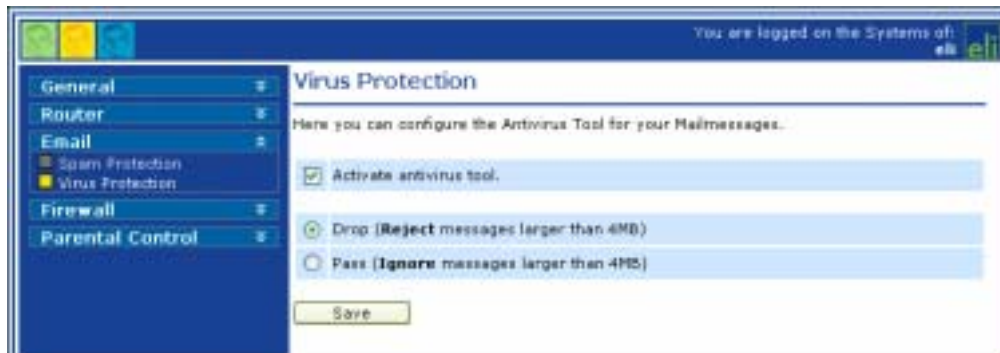 You are logged on the Systems of:
elli
eli
General
Router
Email
Spam Protection
Virus Protection
Firewall
Parental Control
Virus Protection
Here you can configure the Antivirus Tool for your Mailmessages.
Activate antivirus tool.
Drop (Reject messages larger than 4MB)
Pass (Ignore messages larger than 4MB)
Save